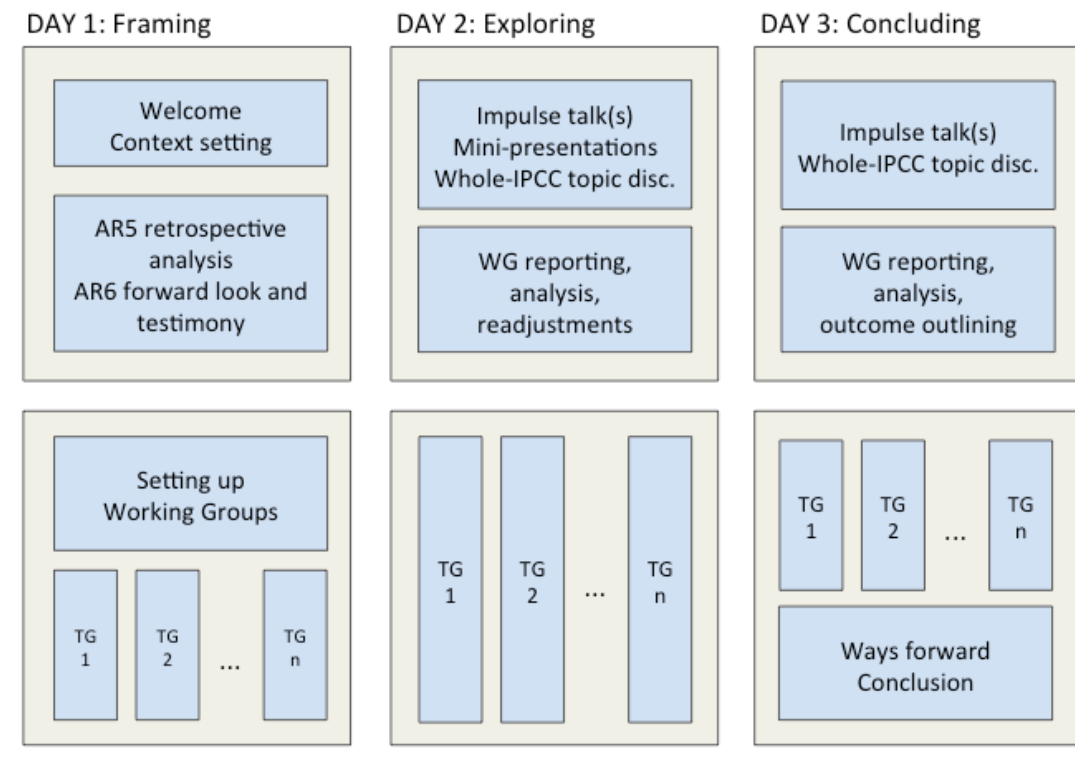 DAY 1: Framing
Welcome
Context setting
AR5 retrospective
analysis
AR6 forward look and
testimony
Setting up
Working Groups
TG
1
TG
2
...
TG
n
DAY 2: Exploring
Impulse talk(s)
Mini-presentations
Whole-IPCC topic disc.
WG reporting,
analysis,
readjustments
TG
1
TG
2
...
TG
n
DAY 3: Concluding
Impulse talk(s)
Whole-IPCC topic disc.
WG reporting,
analysis,
outcome outlining
TG
1
TG
2
...
TG
n
Ways forward
Conclusion